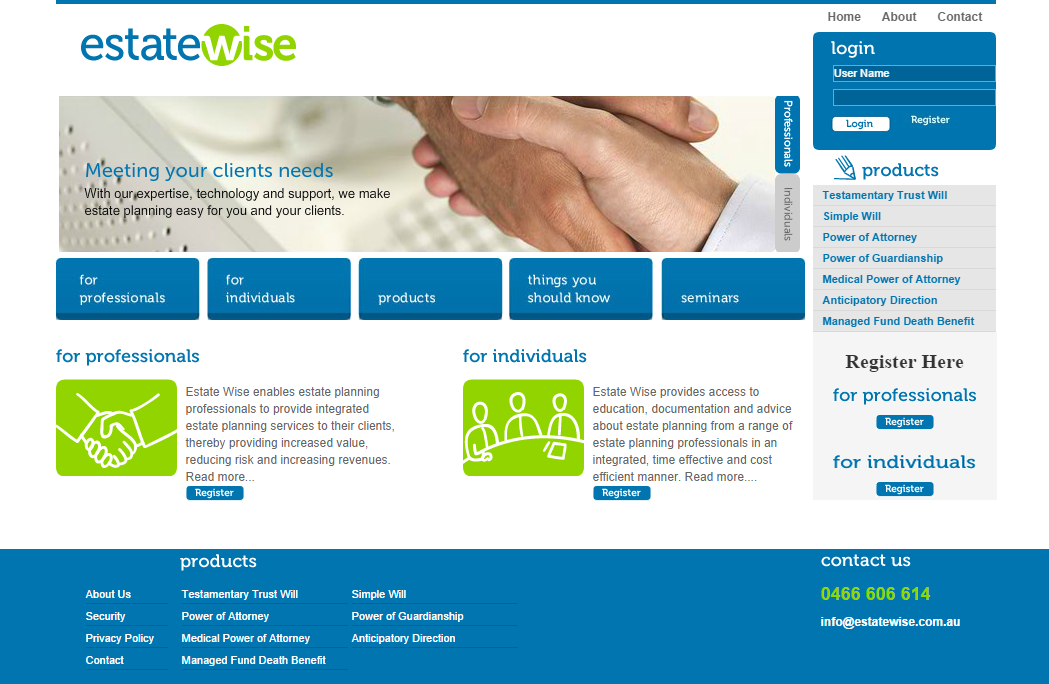 Home About Contact
estatewise
login
User Name
Login Register
Meeting your clients needs
With our expertise, technology and support, we make
estate planning easy for you and your clients.
Professionals
Individuals
products
Testamentary Trust Will
Simple Will
Power of Attorney
Power of Guardianship
Medical Power of Attorney
Anticipatory Direction
Managed Fund Death Benefit
for
professionals
for
individuals
products
things you
should know
seminars
for professionals
Estate Wise enables estate planning
professionals to provide integrated
estate planning services to their clients,
thereby providing increased value,
reducing risk and increasing revenues.
Read more...
Register
for individuals
Estate Wise provides access to
education, documentation and advice
about estate planning from a range of
estate planning professionals in an
integrated, time effective and cost
efficient manner. Read more....
Register
Register Here
for professionals
Register
for individuals
Register
products
About Us
Security
Privacy Policy
Contact
Testamentary Trust Will
Power of Attorney
Medical Power of Attorney
Managed Fund Death Benefit
Simple Will
Power of Guardianship
Anticipatory Direction
contact us
0466 606 614
info@estatewise.com.au